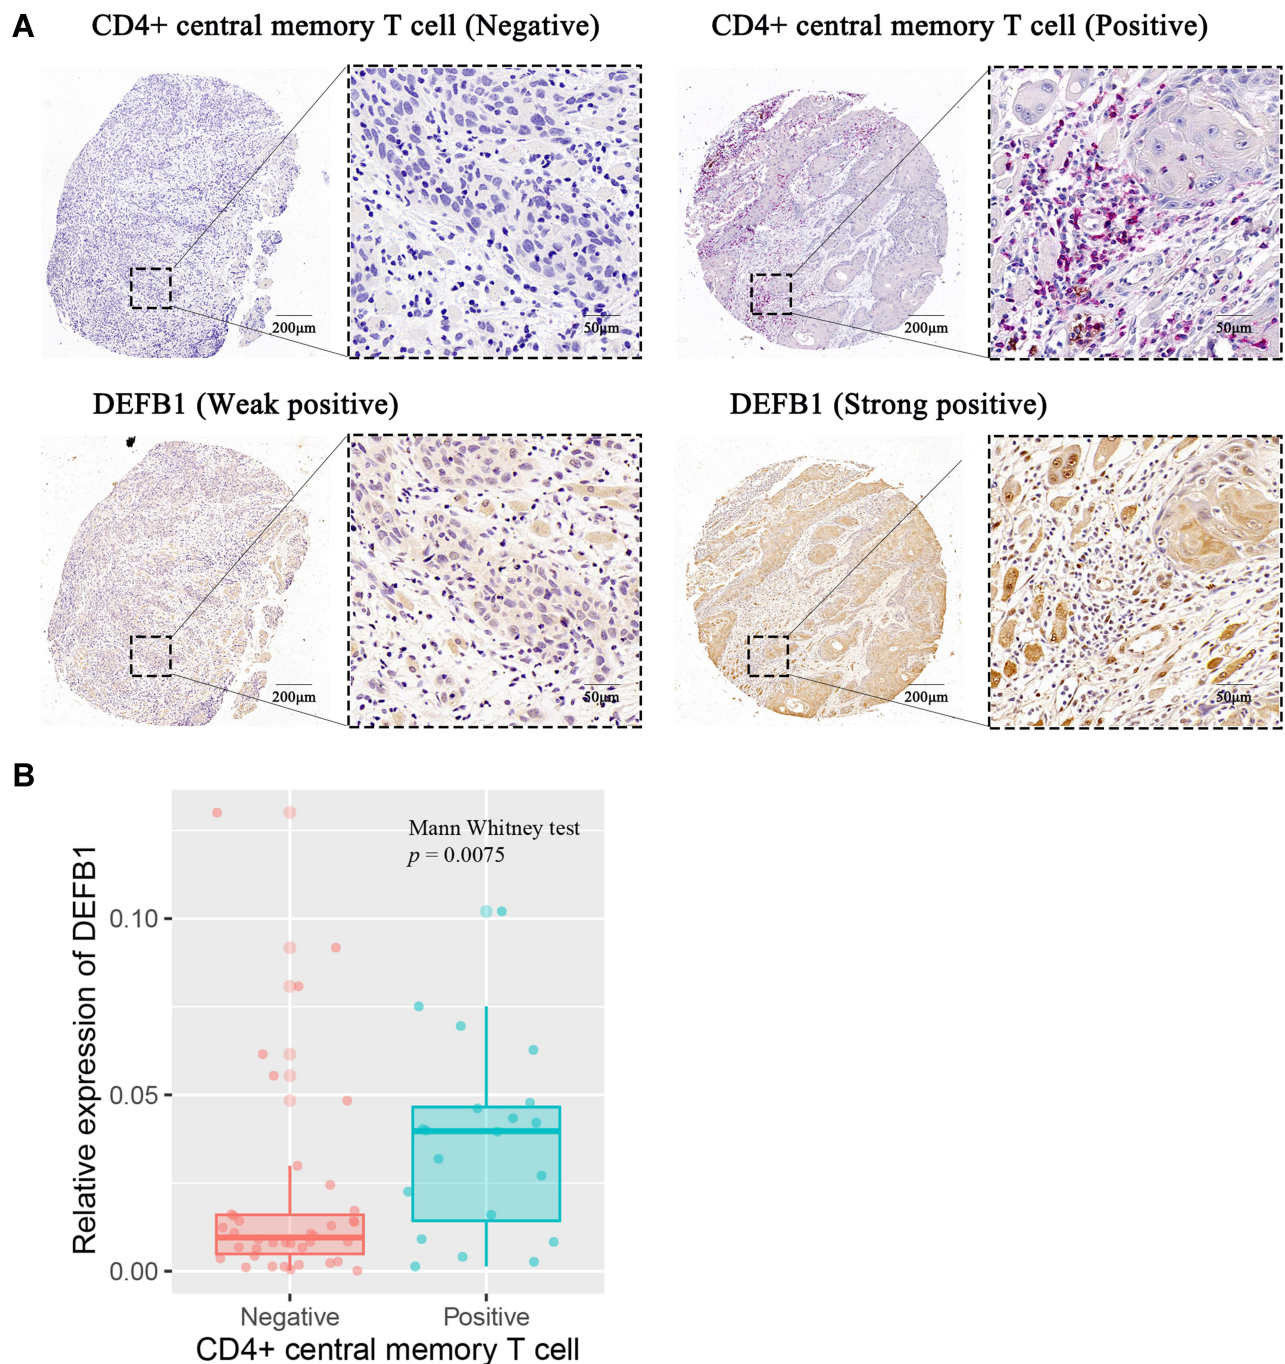 A
CD4+ central memory T cell (Negative)
CD4+ central memory T cell (Positive)
200μm
50μm
200μm
50μm
DEFB1 (Weak positive)
DEFB1 (Strong positive)
200μm
50μm
200μm
50μm
B
Relative expression of DEFB1
Mann Whitney test
p = 0.0075
0.10
0.05
0.00
Negative
Positive
CD4+ central memory T cell